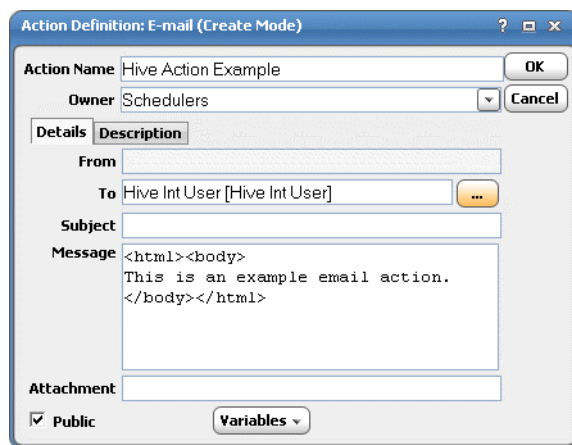 Action Definition: E-mail (Create Mode) ?
Action Name Hive Action Example OK
Owner Schedulers Cancel
Details Description
From
To Hive Int User [Hive Int User] ...
Subject
Message <html><body>
This is an example email action.
</body></html>
Attachment
Public Variables